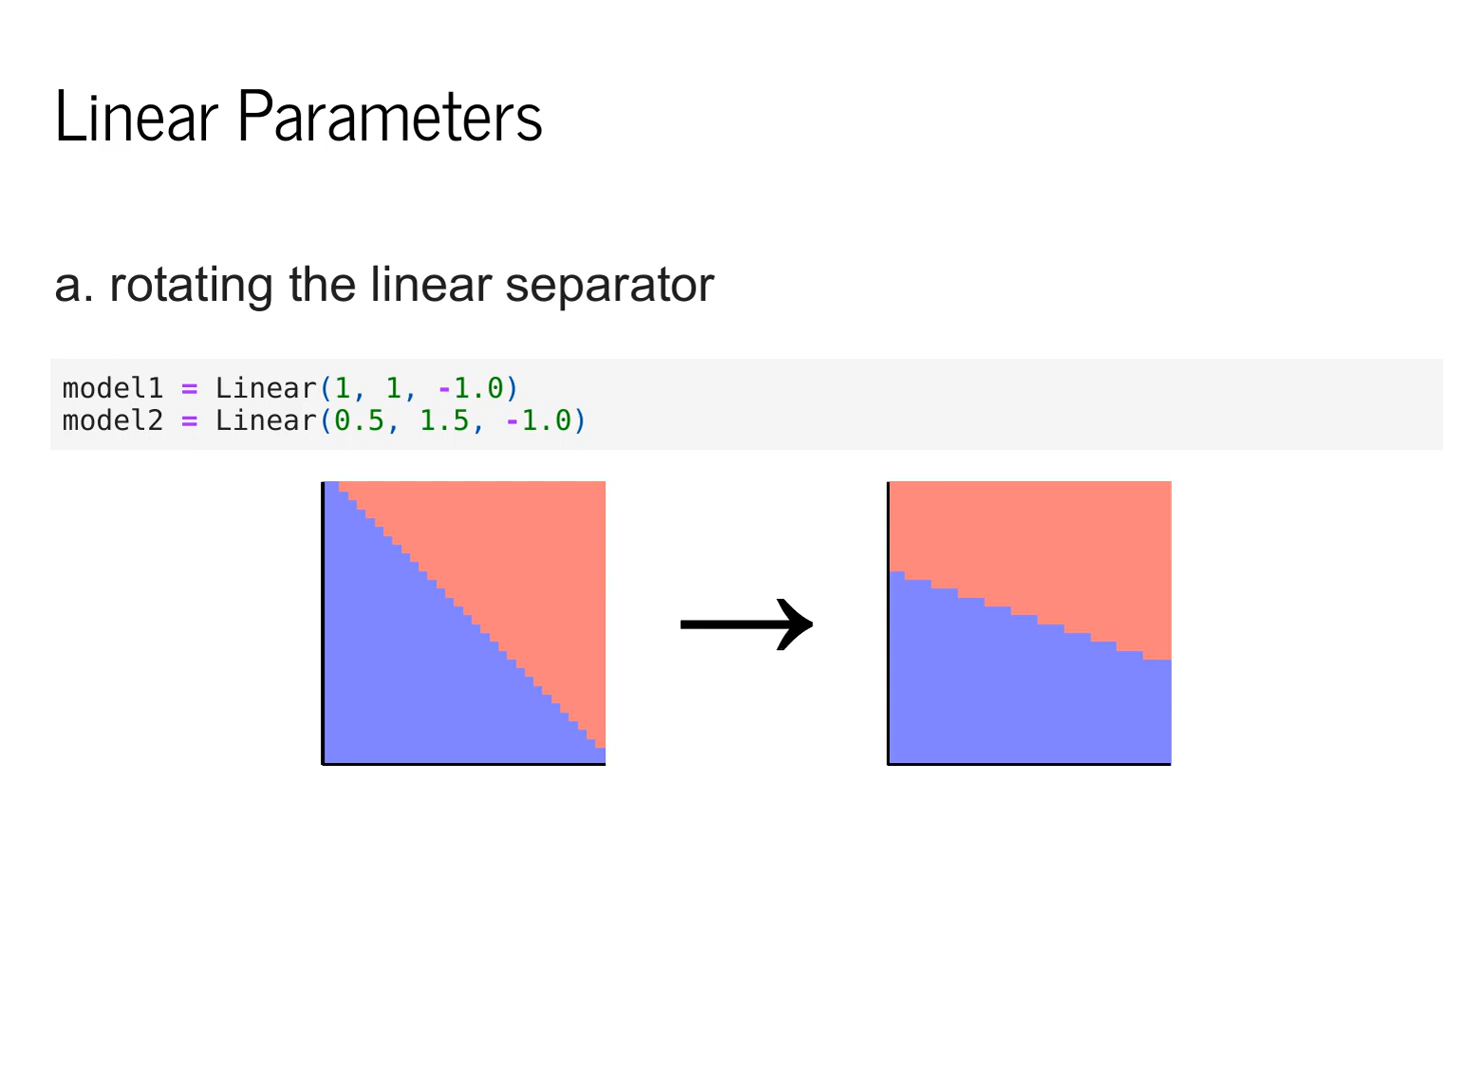 Linear Parameters
a. rotating the linear separator
model1 = Linear(1, 1, -1.0)
model2 = Linear(0.5, 1.5, -1.0)